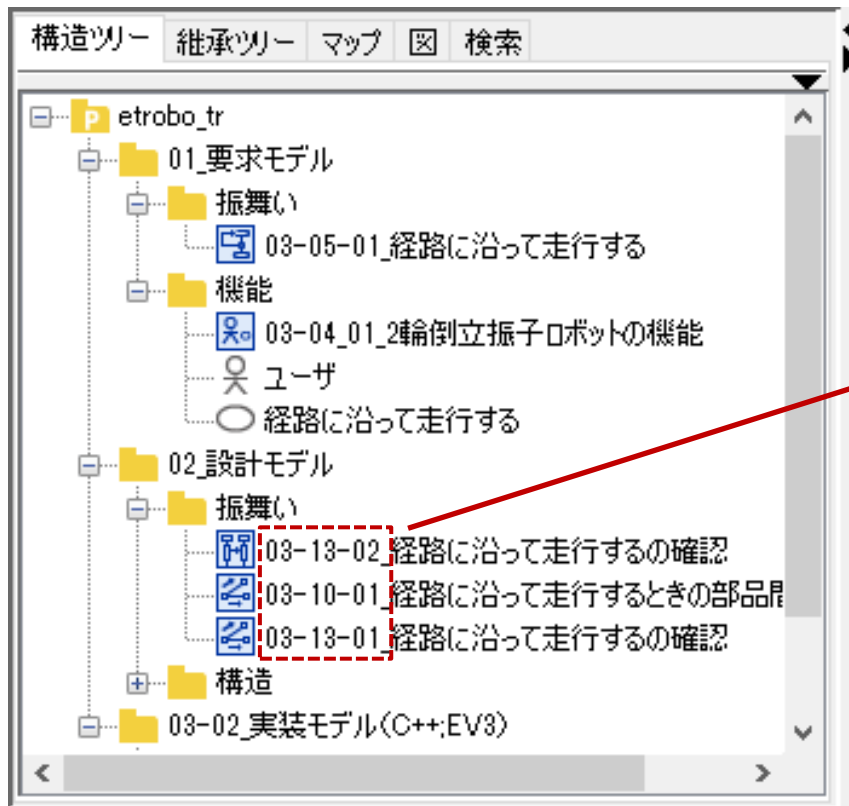 構造ツリー 継承ツリー マップ 図 検索
etrobo_tr
01_要求モデル
振舞い
03-05-01_経路に沿って走行する
機能
03-04_01_2輪倒立振子ロボットの機能
ユーザ
経路に沿って走行する
02_設計モデル
振舞い
03-13-02_経路に沿って走行するの確認
03-10-01_経路に沿って走行するときの部品間
03-13-01_経路に沿って走行するの確認
構造
03-02_実装モデル(C++;EV3)